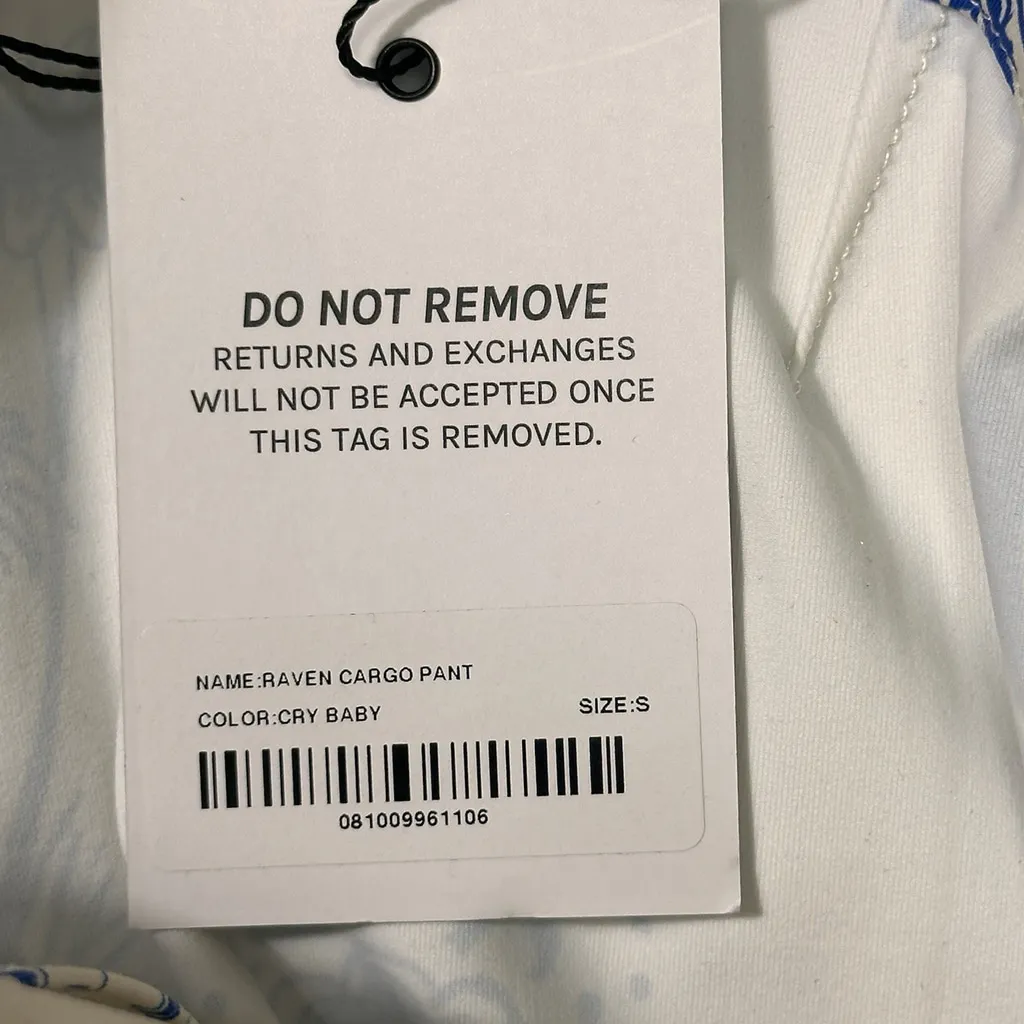 DO NOT REMOVE
RETURNS AND EXCHANGES
WILL NOT BE ACCEPTED ONCE
THIS TAG IS REMOVED.
NAME:RAVEN CARGO PANT
COLOR:CRY BABY
SIZE:S
081009961106